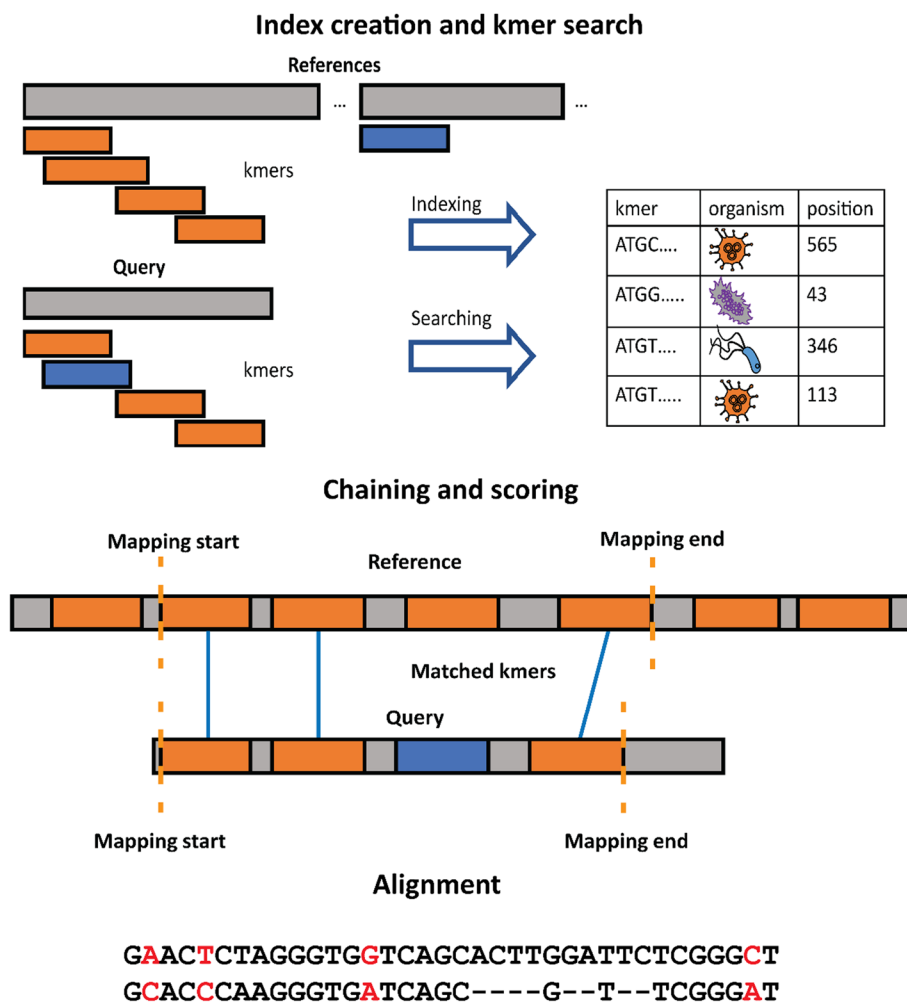 Index creation and kmer search
References
... ...
kmers
Indexing
Query
Searching
kmers
kmer organism position
ATGC.... 565
ATGG..... 43
ATGT.... 346
ATGT..... 113
Chaining and scoring
Mapping start
Mapping end
Reference
Matched kmers
Query
Mapping start
Mapping end
Alignment
GAACTCTAGGGTGGTCAGCACTTGGATTCTCGGGCT
GCACCCAAGGGTGATCAGC----G--T--TCGGGAT